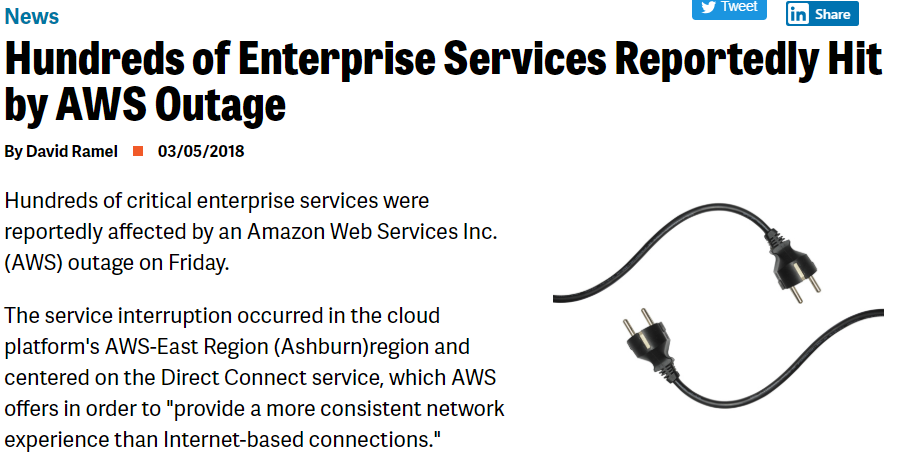 News
Tweet
in Share
Hundreds of Enterprise Services Reportedly Hit
by AWS Outage
By David Ramel 03/05/2018
Hundreds of critical enterprise services were
reportedly affected by an Amazon Web Services Inc.
(AWS) outage on Friday.
The service interruption occurred in the cloud
platform's AWS-East Region (Ashburn)region and
centered on the Direct Connect service, which AWS
offers in order to "provide a more consistent network
experience than Internet-based connections."